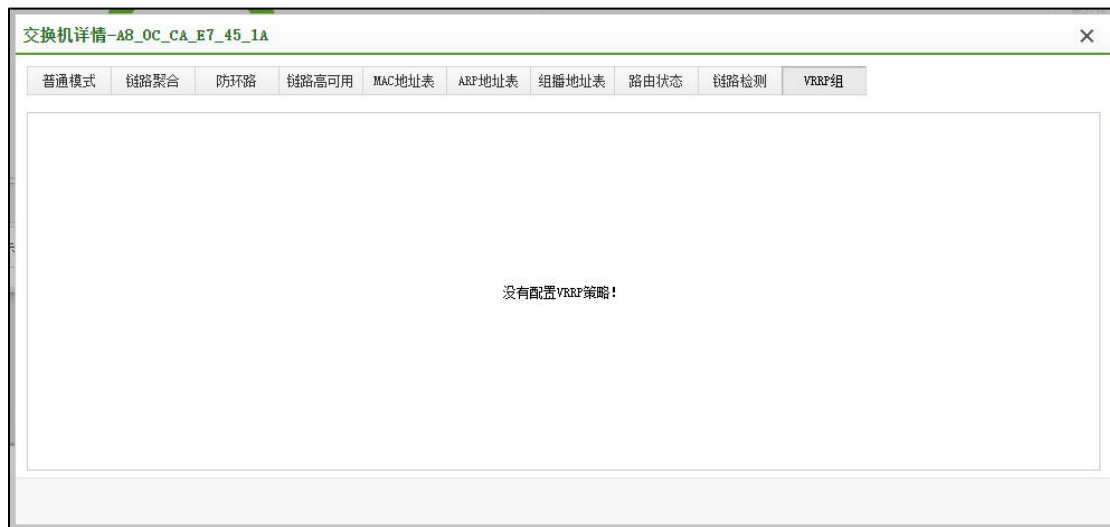 交换机详情-A8_0C_CA_E7_45_1A
普通模式 链路聚合 防环路 链路高可用 MAC地址表 ARP地址表 组播地址表 路由状态 链路检测 VRRP组
没有配置VRRP策略!